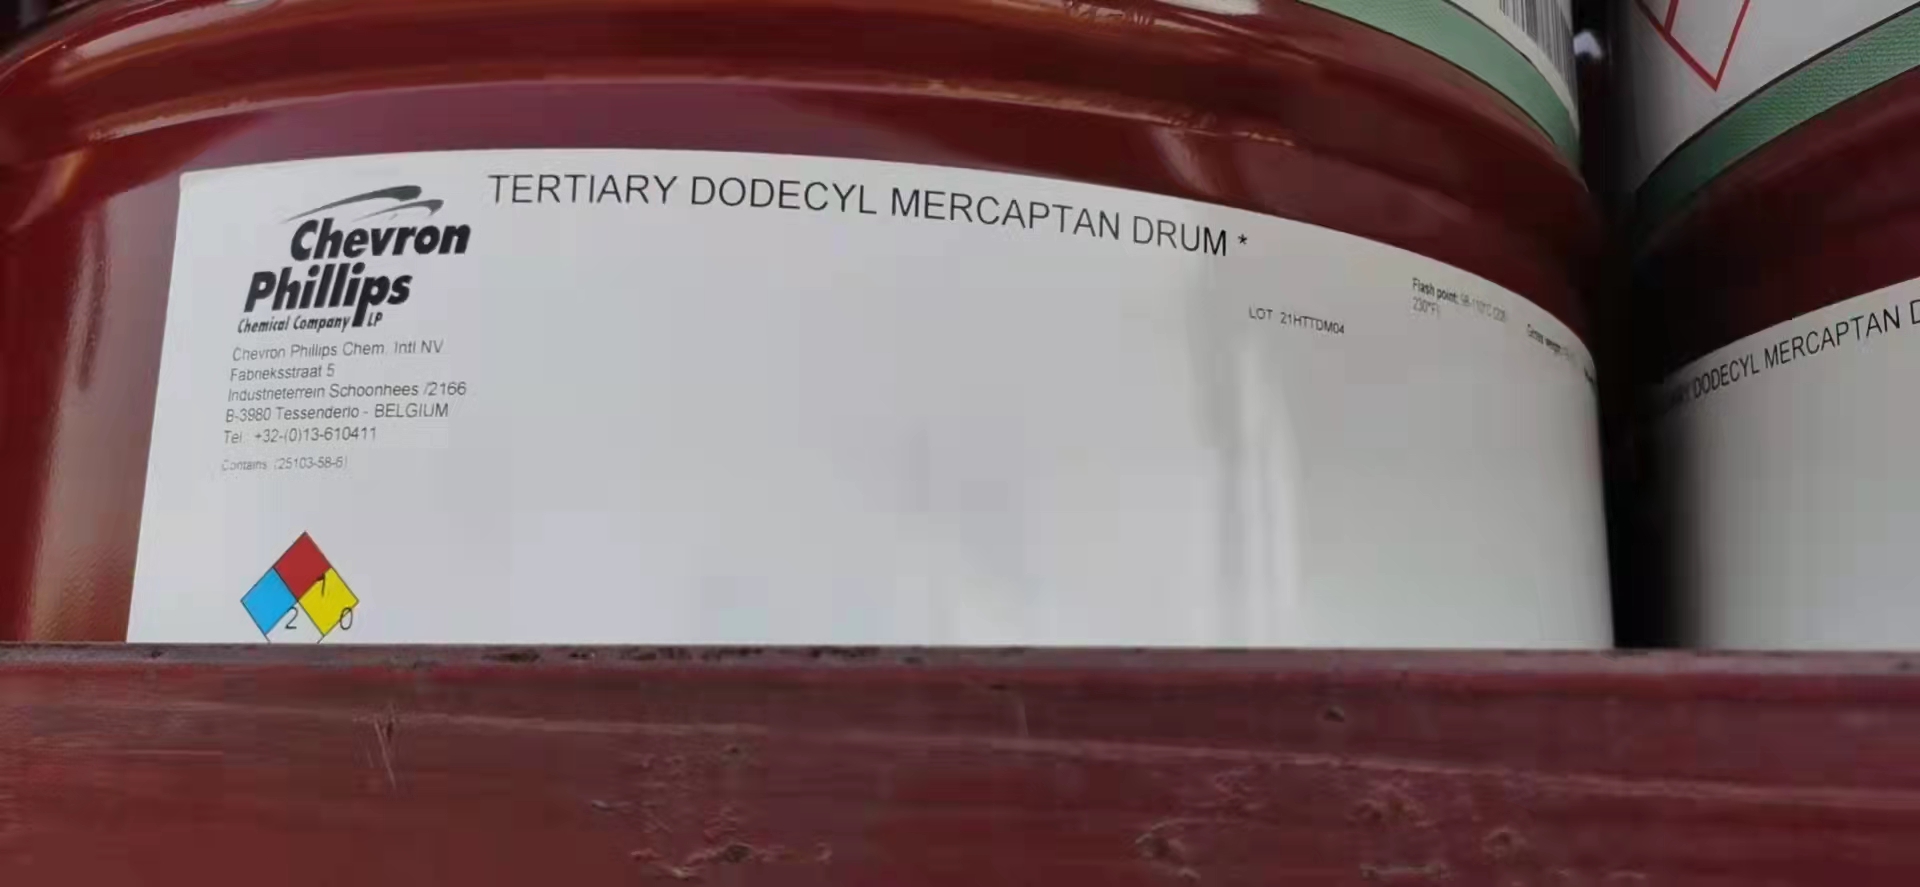 TERTIARY DODECYL MERCAPTAN DRUM *
Chevron
Phillips
Chemical Company LP
Chevron Phillips Chem. Intl NV
Fabrieksstraat 5
Industrieterrein Schoonhees /2166
B-3980 Tessenderlo - BELGIUM
Tel.: +32-(0)13-610411
Contains: (25103-58-6)
LOT 21HTTDM04
Flash point:
230°F)
1
2 0
DODECYL MERCAPTAN